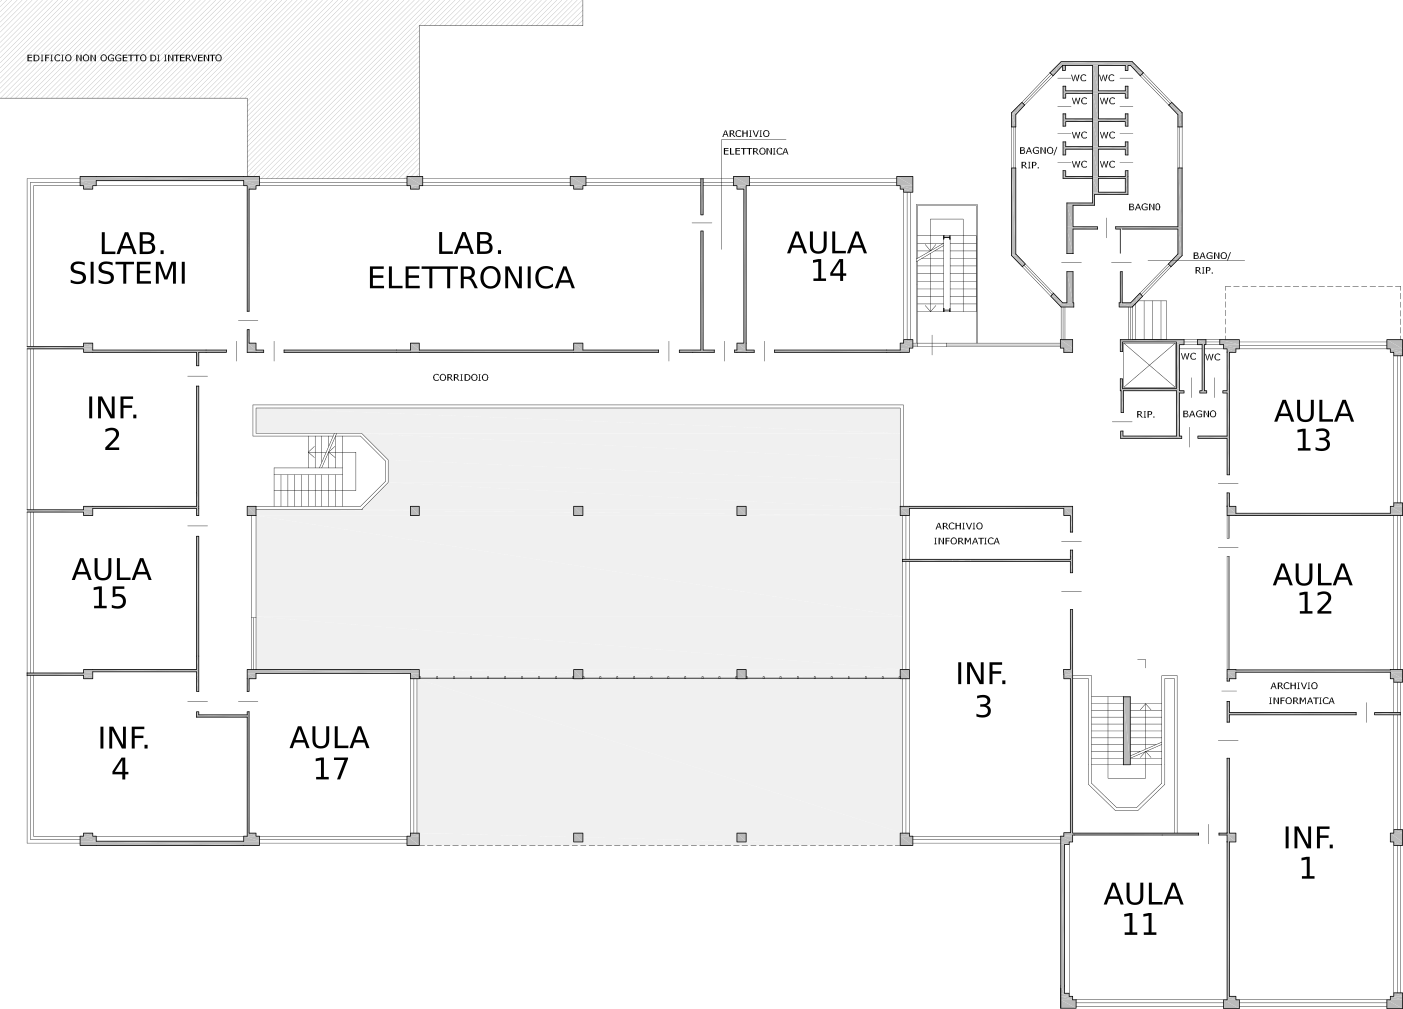 EDIFICIO NON OGGETTO DI INTERVENTO
ARCHIVIO
ELETTRONICA
WC
WC
WC
WC
WC
WC
WC
WC
BAGNO/
RIP.
BAGN0
BAGNO/
RIP.
LAB.
SISTEMI
LAB.
ELETTRONICA
AULA
14
CORRIDOIO
INF.
2
WC
WC
RIP.
BAGNO
AULA
13
ARCHIVIO
INFORMATICA
AULA
15
AULA
12
INF.
3
ARCHIVIO
INFORMATICA
INF.
4
AULA
17
INF.
1
AULA
11